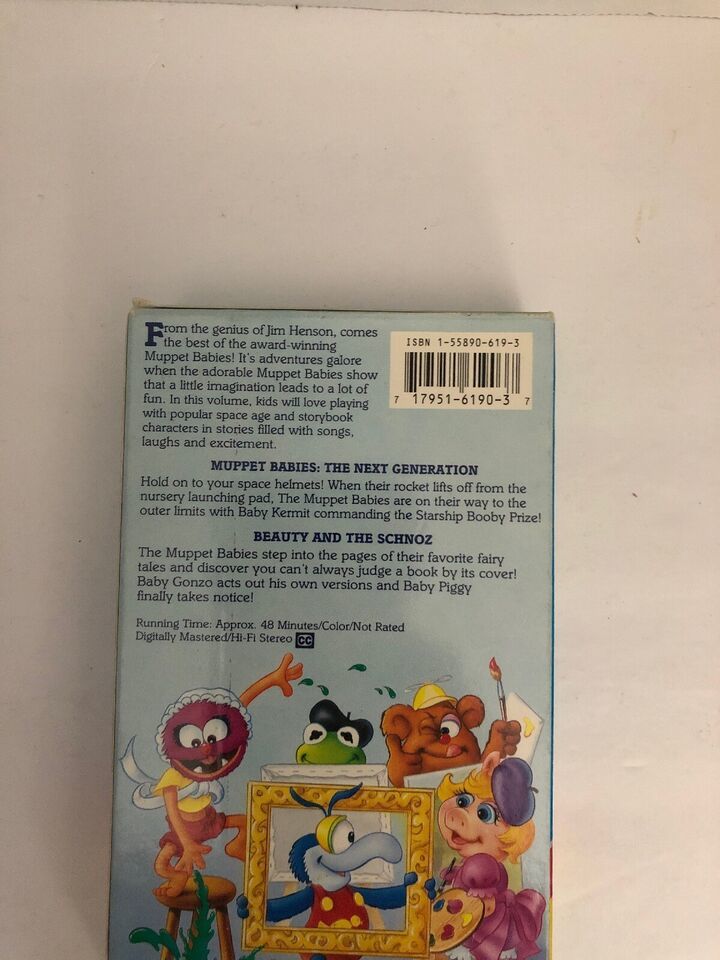 From the genius of Jim Henson, comes
the best of the award-winning
Muppet Babies! It's adventures galore
when the adorable Muppet Babies show
that a little imagination leads to a lot of
fun. In this volume, kids will love playing
with popular space age and storybook
characters in stories filled with songs,
laughs and excitement.
ISBN 1-55890-619-3
7 17951-6190-3 7
MUPPET BABIES: THE NEXT GENERATION
Hold on to your space helmets! When their rocket lifts off from the
nursery launching pad, The Muppet Babies are on their way to the
outer limits with Baby Kermit commanding the Starship Booby Prize!
BEAUTY AND THE SCHNOZ
The Muppet Babies step into the pages of their favorite fairy
tales and discover you can't always judge a book by its cover!
Baby Gonzo acts out his own versions and Baby Piggy
finally takes notice!
Running Time: Approx. 48 Minutes/Color/Not Rated
Digitally Mastered/Hi-Fi Stereo CC